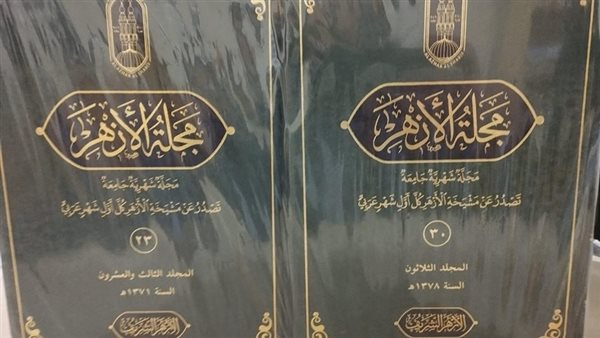 مجلة الأزهر
مجلة شهرية جامعة
تصدر عن مشيخة الأزهر كل أول شهر عربي
٣٠
المجلد الثلاثون
السنة ١٣٧٨هـ
الأزهر الشريف
مجلة الأزهر
مجلة شهرية جامعة
تصدر عن مشيخة الأزهر كل أول شهر عربي
٢٣
المجلد الثالث والعشرون
السنة ١٣٧١هـ
الأزهر الشريف